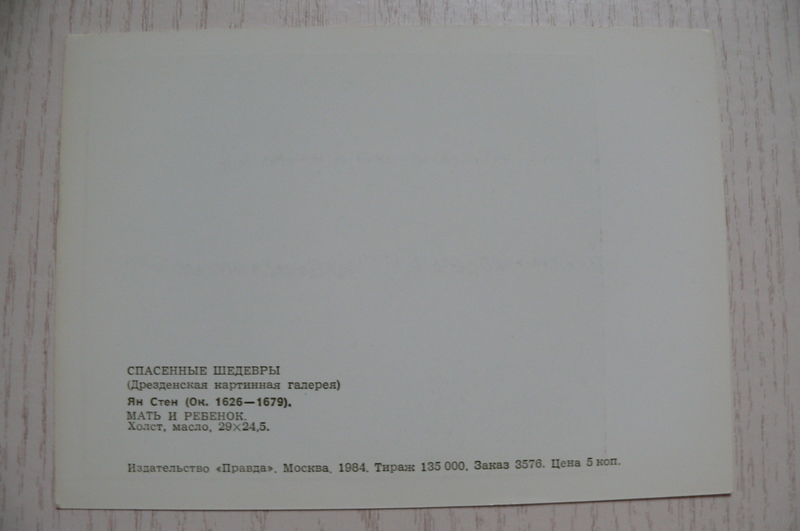 СПАСЕННЫЕ ШЕДЕВРЫ
(Дрезденская картинная галерея)
Ян Стен (Ок. 1626—1679).
МАТЬ И РЕБЕНОК.
Холст, масло, 29×24,5.
Издательство «Правда». Москва. 1984. Тираж 135 000. Заказ 3576. Цена 5 коп.